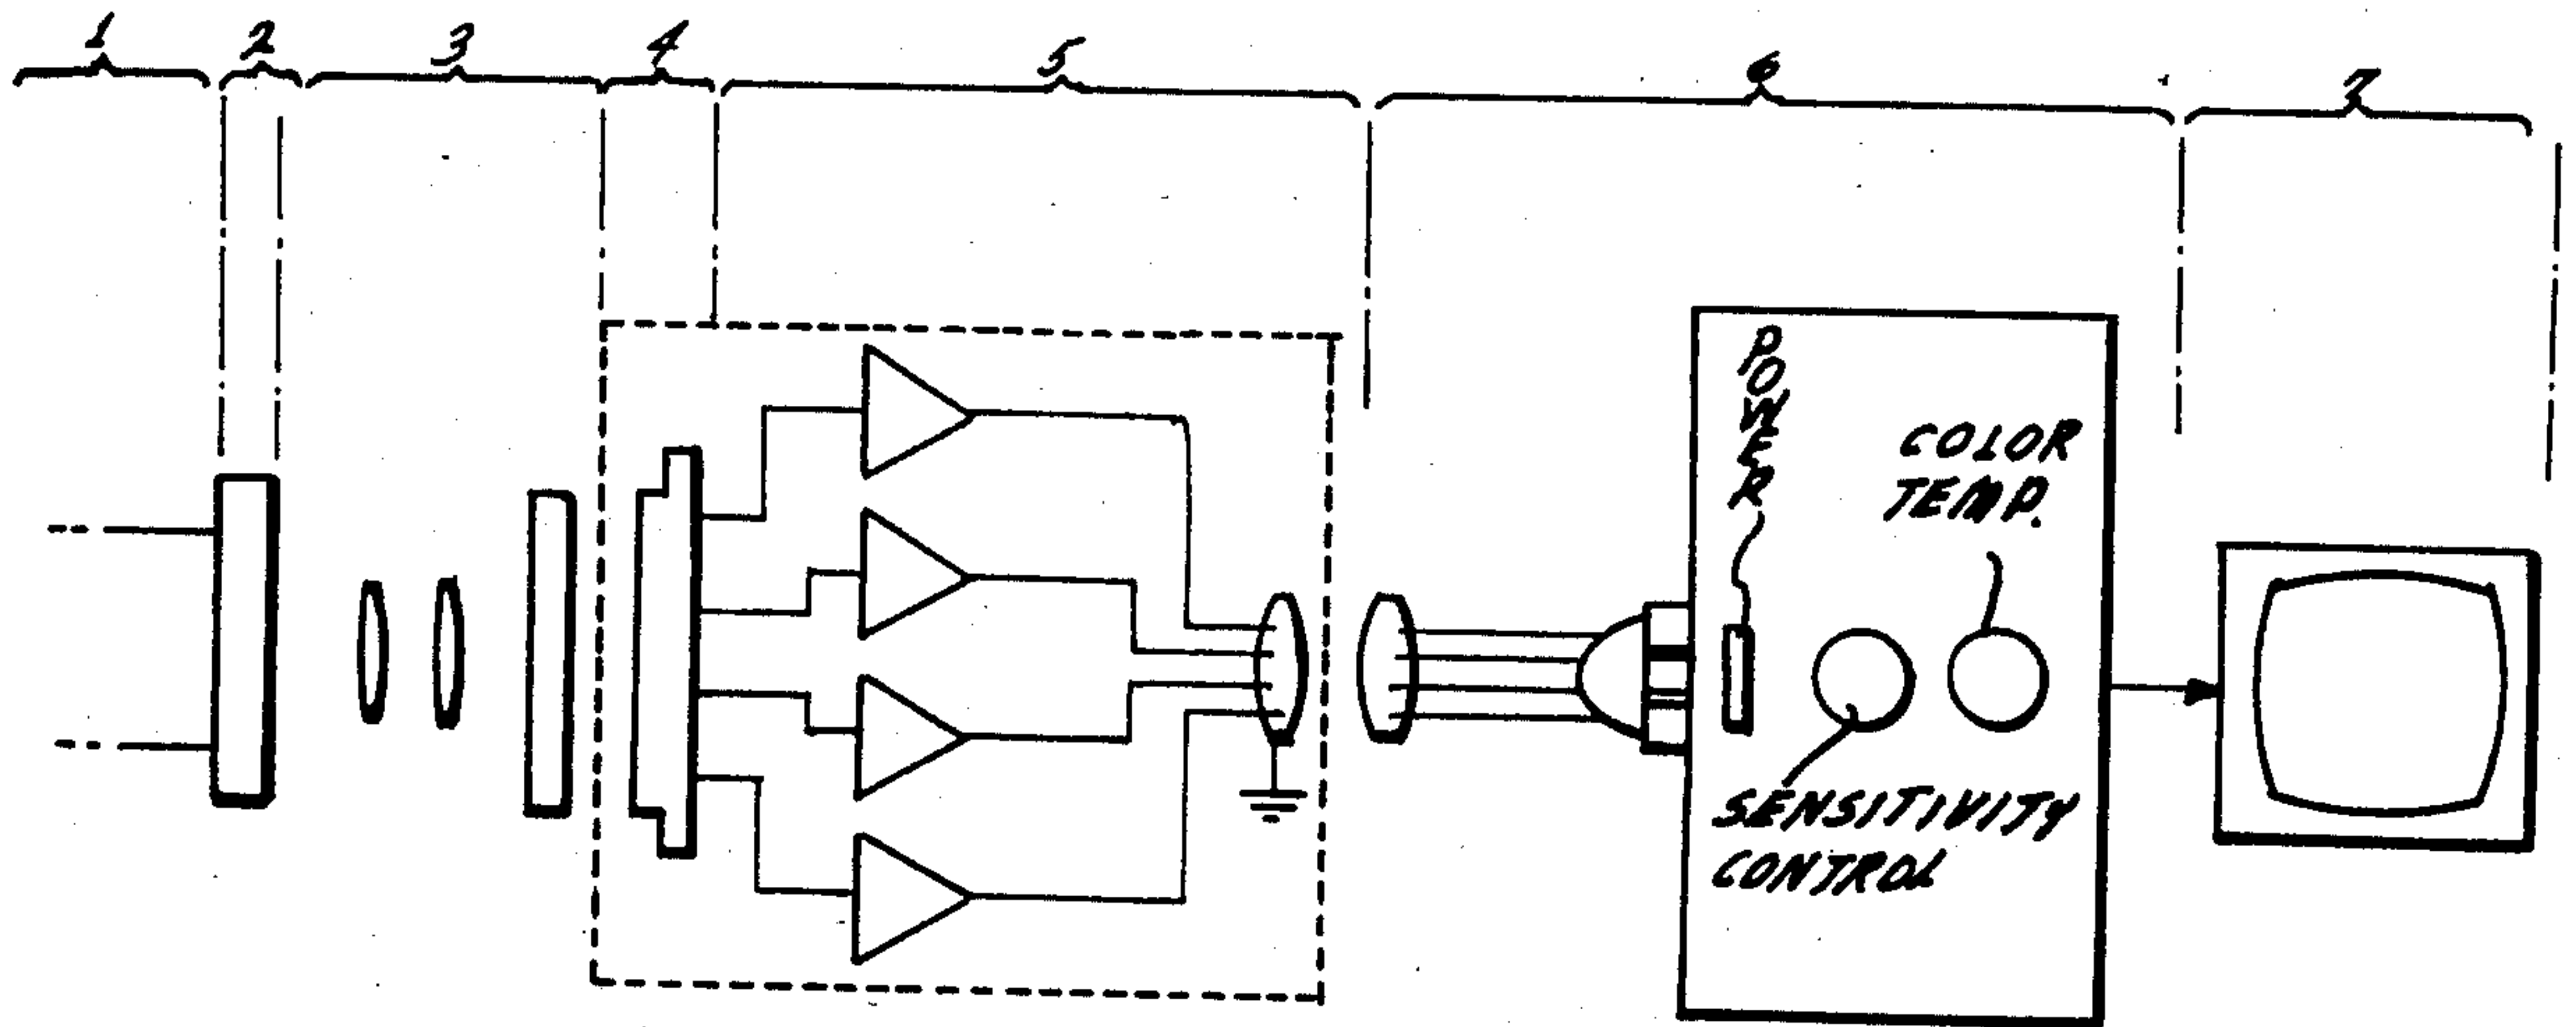 1 2 3 4 5 6 7
POWER
COLOR
TEMP.
SENSITIVITY
CONTROL